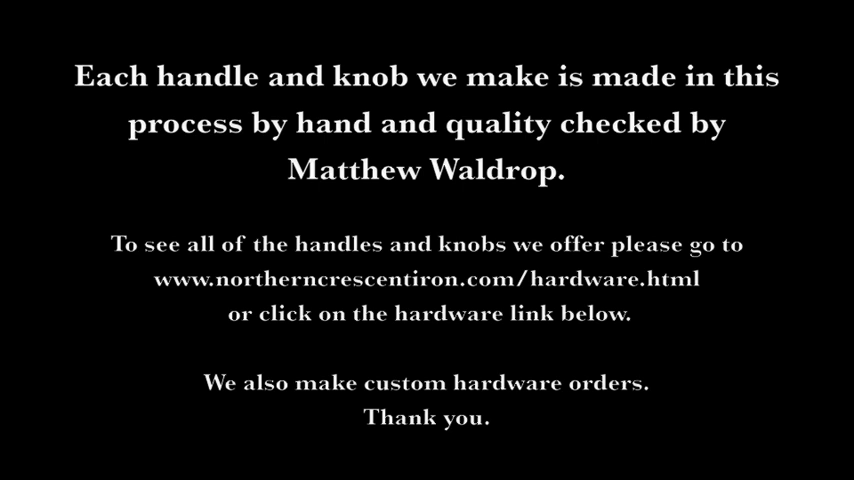 Each handle and knob we make is made in this
process by hand and quality checked by
Matthew Waldrop.
To see all of the handles and knobs we offer please go to
www.northerncrescentiron.com/hardware.html
or click on the hardware link below.
We also make custom hardware orders.
Thank you.